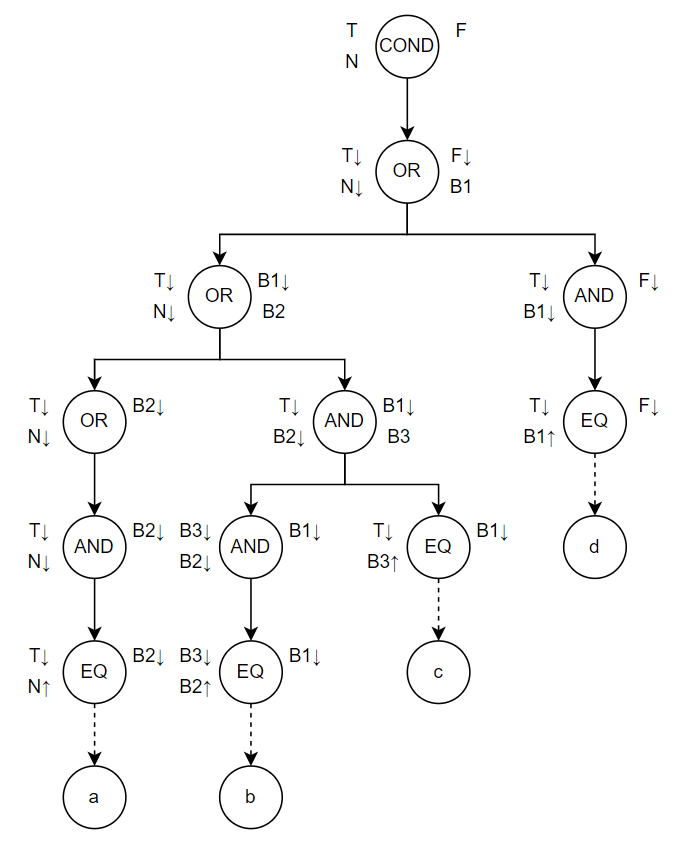 T F
COND
N
T↓ F↓
OR
N↓ B1
T↓ B1↓ T↓ F↓
OR AND
N↓ B2 B1↓
T↓ B2↓ T↓ B1↓ T↓ F↓
OR AND EQ
N↓ B2↓ B3 B1↑
T↓ B2↓ B3↓ B1↓ T↓ B1↓
AND AND EQ d
N↓ B2↓ B3↑
T↓ B2↓ B3↓ B1↓
EQ EQ c
N↑ B2↑
a b